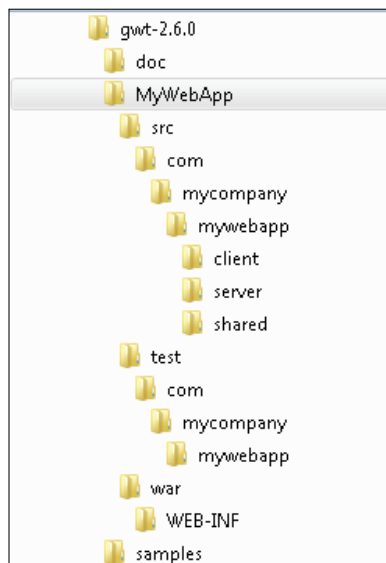 gwt-2.6.0
doc
MyWebApp
src
com
mycompany
mywebapp
client
server
shared
test
com
mycompany
mywebapp
war
WEB-INF
samples